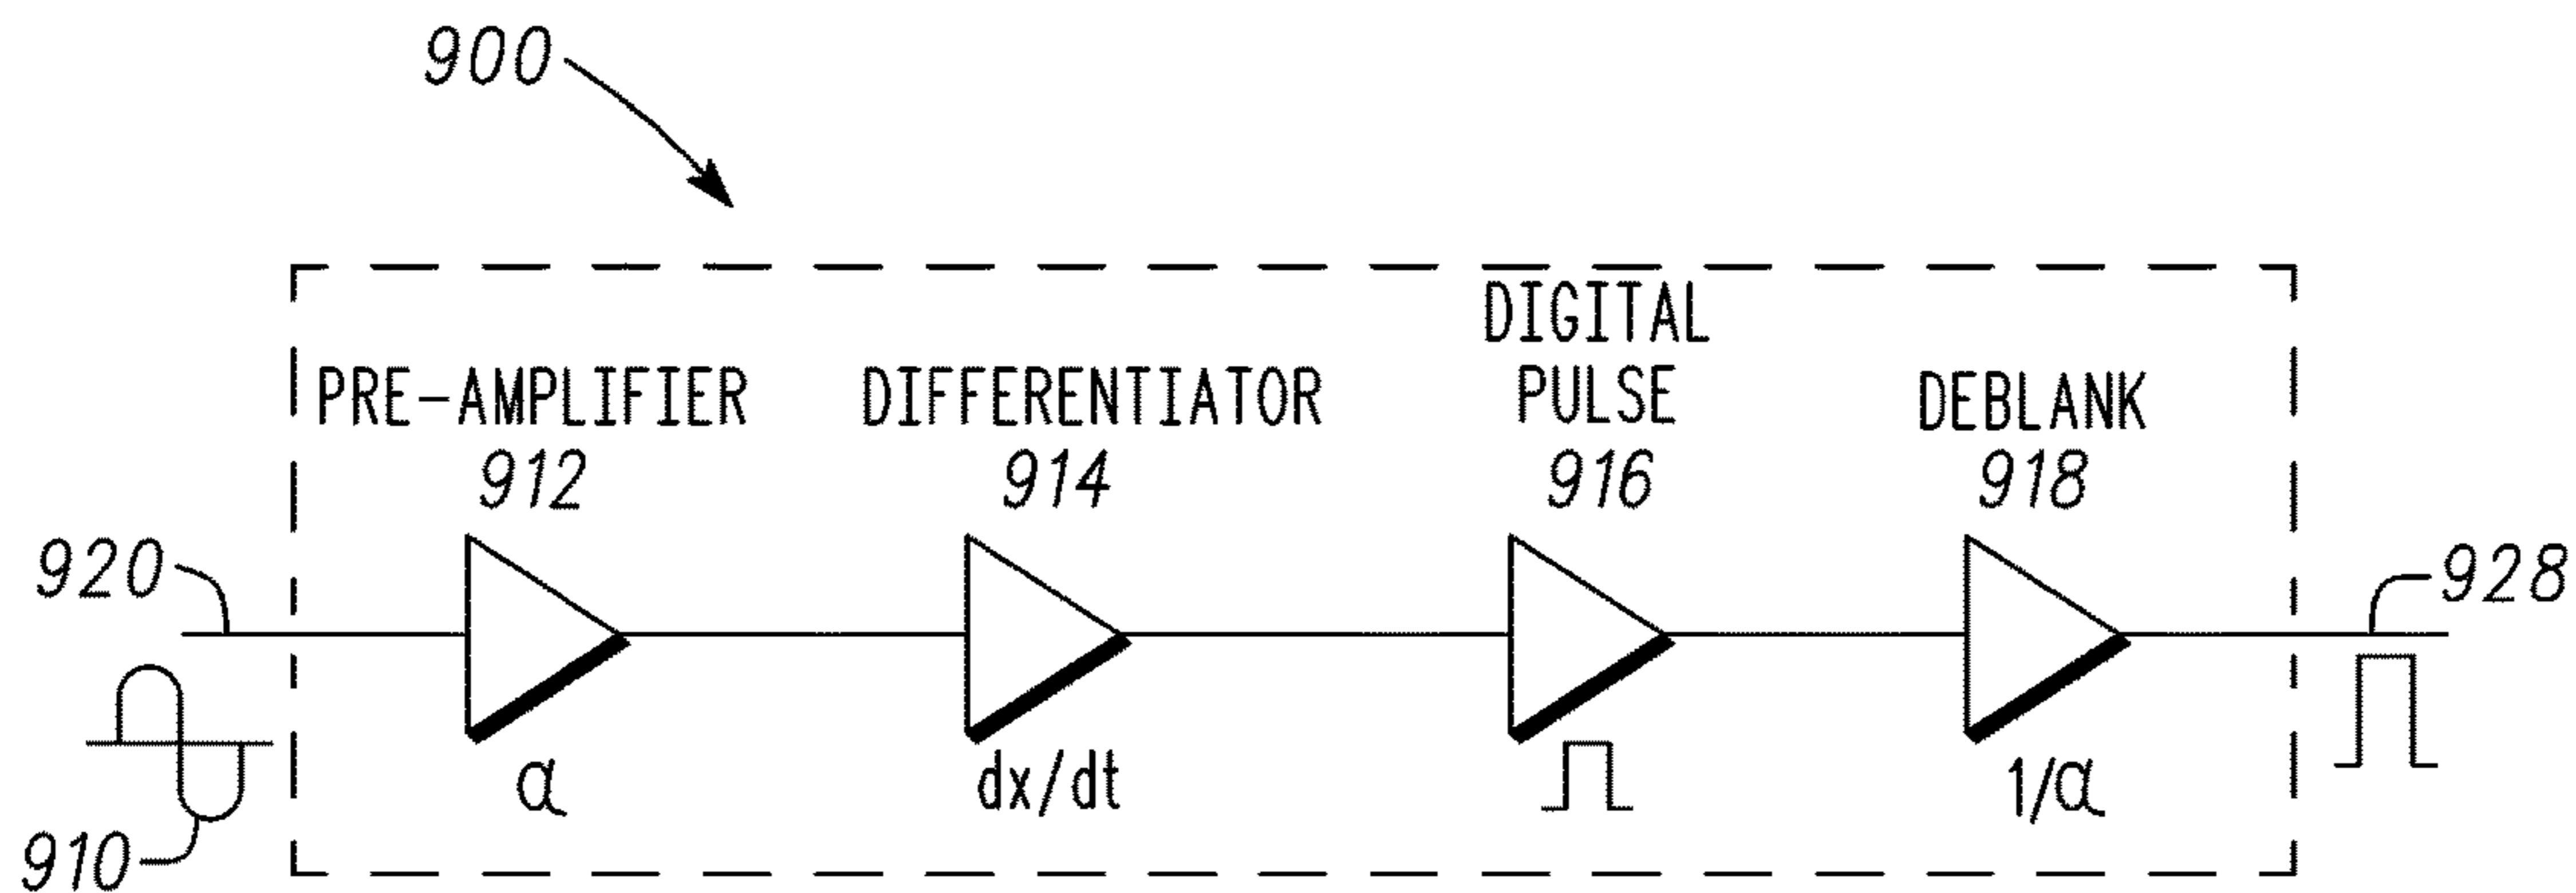 900
DIGITAL
PRE-AMPLIFIER DIFFERENTIATOR PULSE DEBLANK
912 914 916 918
920 928
α dx/dt 1/α
910